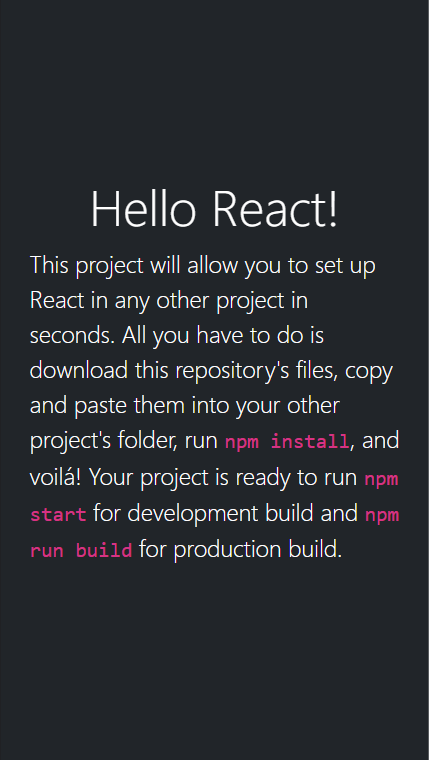 Hello React!
This project will allow you to set up
React in any other project in
seconds. All you have to do is
download this repository's files, copy
and paste them into your other
project's folder, run npm install, and
voilá! Your project is ready to run npm
start for development build and npm
run build for production build.